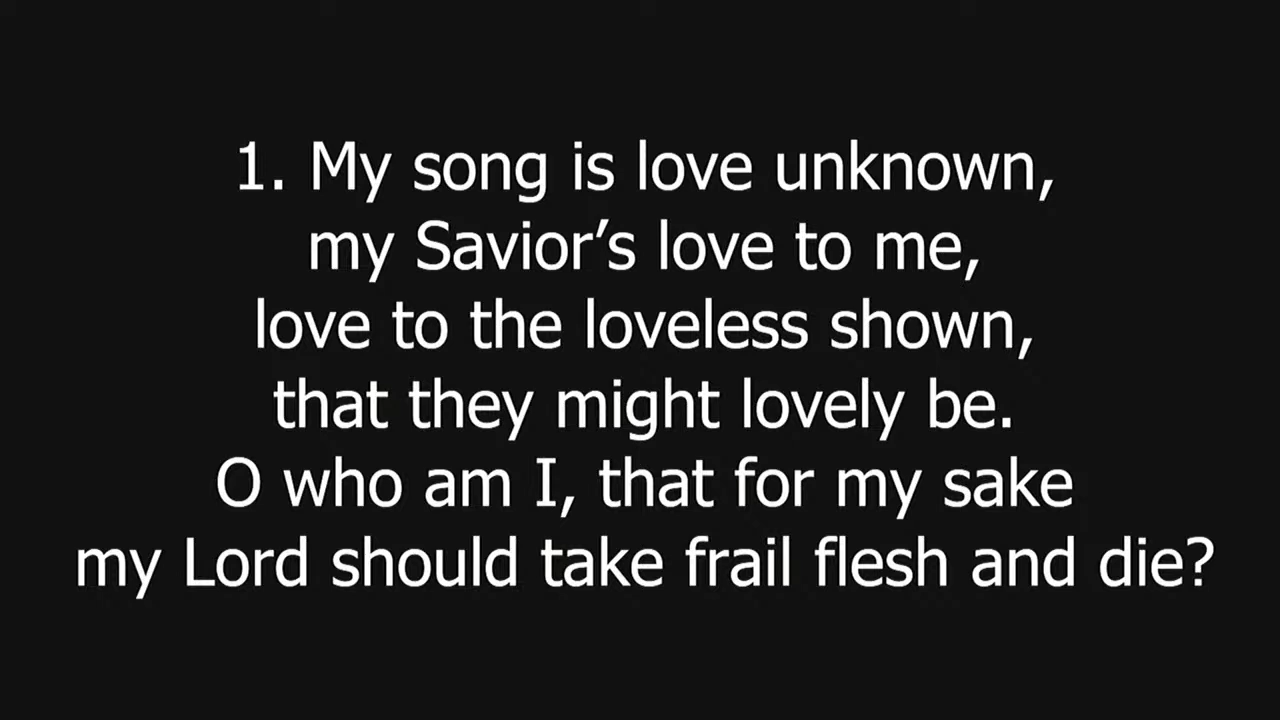 1. My song is love unknown,
my Savior’s love to me,
love to the loveless shown,
that they might lovely be.
O who am I, that for my sake
my Lord should take frail flesh and die?